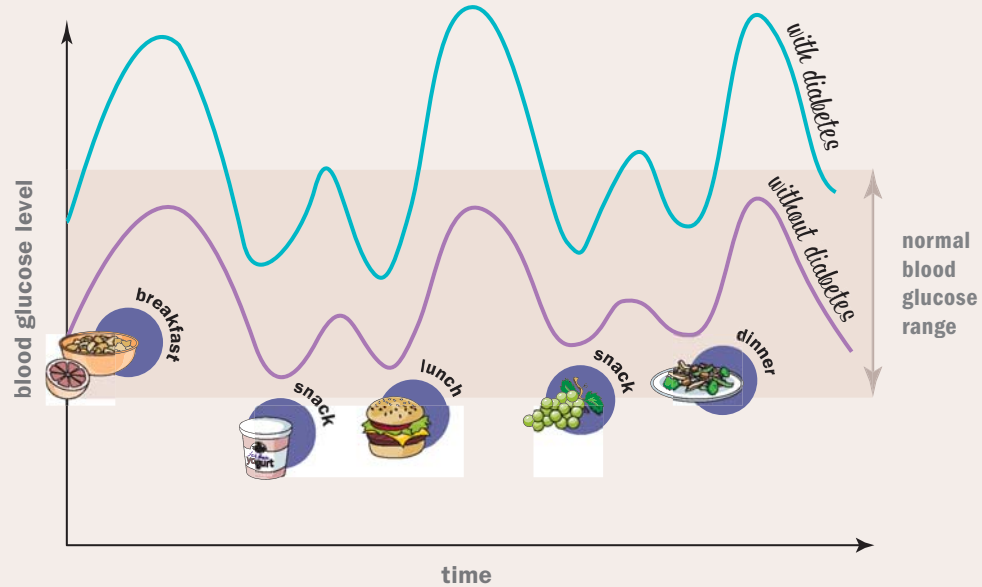 with diabetes
without diabetes
blood glucose level
normal
blood
glucose
range
breakfast
snack
lunch
snack
dinner
yogurt
time